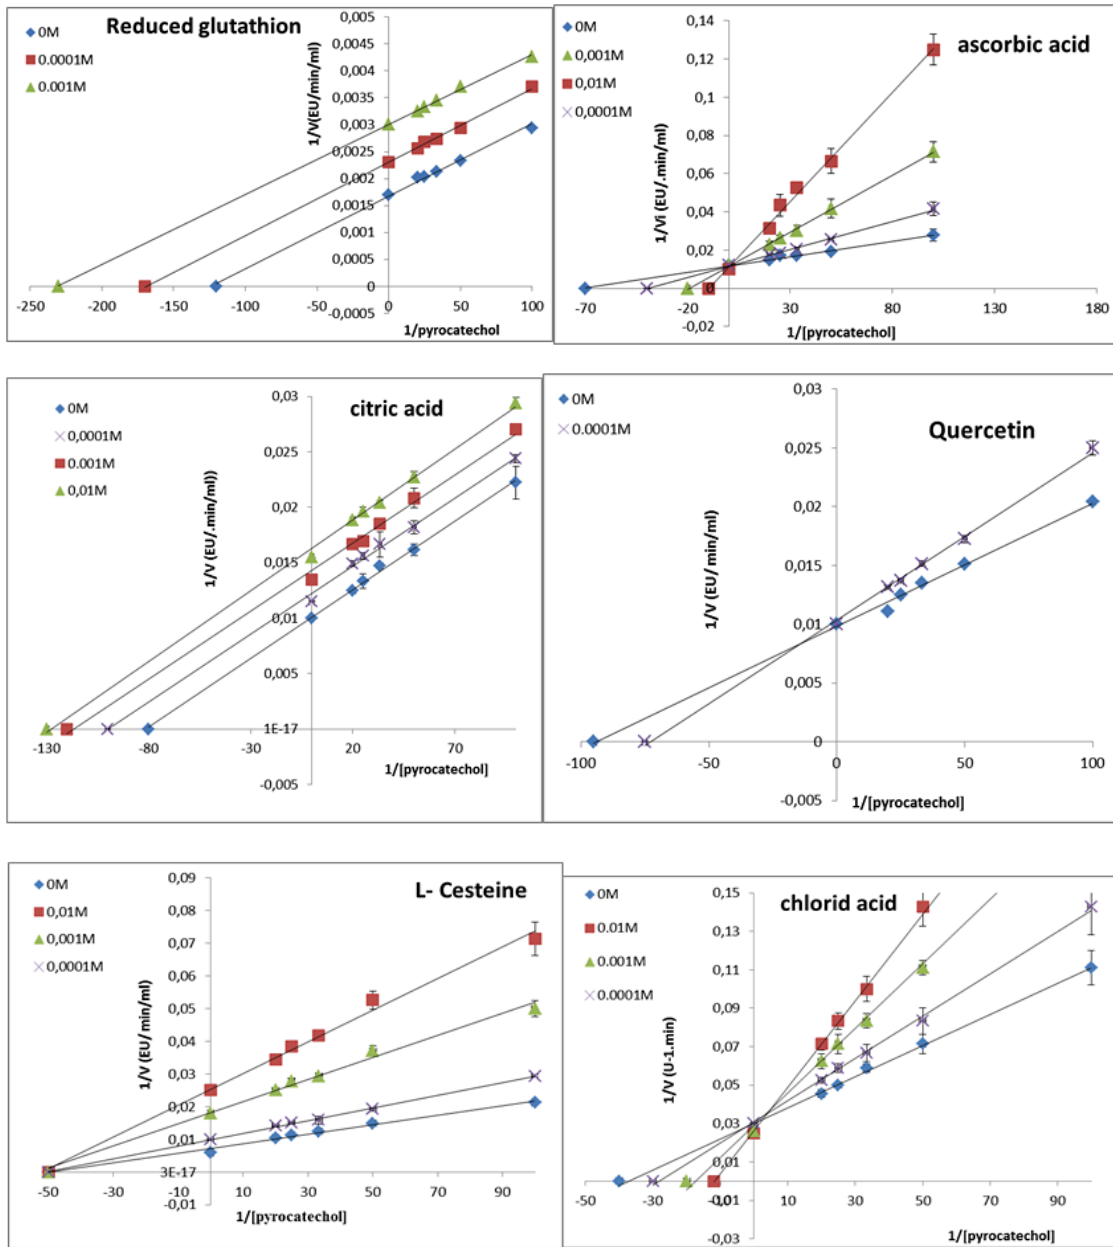 Reduced glutathion
0M
0.0001M
0.001M
1/V(EU/min/ml)
0,005
0,0045
0,004
0,0035
0,003
0,0025
0,002
0,0015
0,001
0,0005
0
-0,0005
-250 -200 -150 -100 -50 0 50 100
1/pyrocatechol
ascorbic acid
0M
0,001M
0,01M
0,0001M
1/Vi (EU/.min/ml)
0,14
0,12
0,1
0,08
0,06
0,04
0,02
0
-0,02
-70 -20 30 80 130 180
1/[pyrocatechol]
citric acid
0M
0,0001M
0.001M
0,01M
1/V (EU/.min/ml))
0,03
0,025
0,02
0,015
0,01
0,005
1E-17
-0,005
-130 -80 -30 20 70
1/[pyrocatechol]
Quercetin
0M
0.0001M
1/V (EU/ min/ml)
0,03
0,025
0,02
0,015
0,01
0,005
0
-0,005
-100 -50 0 50 100
1/[pyrocatechol]
L- Cesteine
0M
0,01M
0,001M
0,0001M
1/V (EU/ min/ml)
0,09
0,08
0,07
0,06
0,05
0,04
0,03
0,02
0,01
3E-17
-0,01
-50 -10 30 70
-30 10 50 90
1/[pyrocatechol]
chlorid acid
0M
0.01M
0.001M
0.0001M
1/V (U-1.min)
0,15
0,13
0,11
0,09
0,07
0,05
0,03
0,01
-0,01
-0,03
-50 -30 -10 10 30 50 70 90
1/[pyrocatechol]